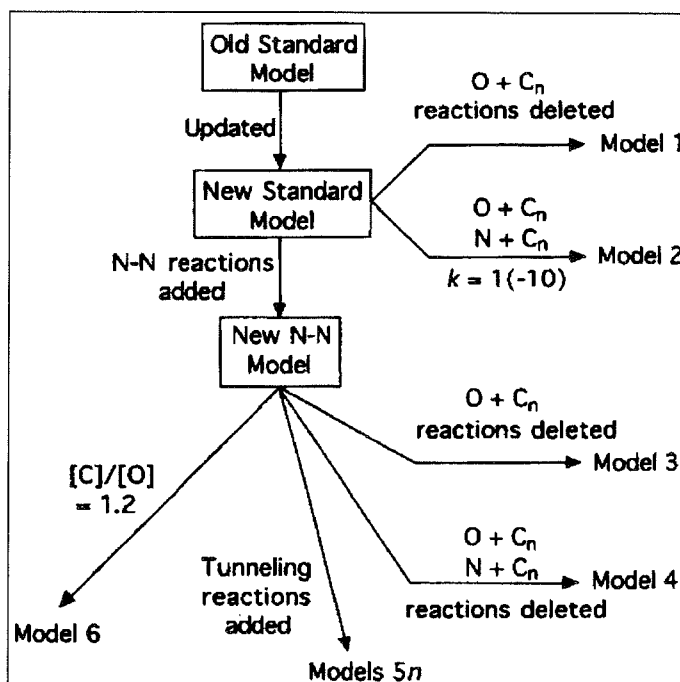 Old Standard
Model
O + Cn
reactions deleted
Updated
Model 1
New Standard
Model
O + Cn
N + Cn
Model 2
k = 1(-10)
N-N reactions
added
New N-N
Model
O + Cn
reactions deleted
Model 3
[C]/[O]
= 1.2
O + Cn
N + Cn
Model 4
reactions deleted
Tunneling
reactions
added
Model 6
Models 5n